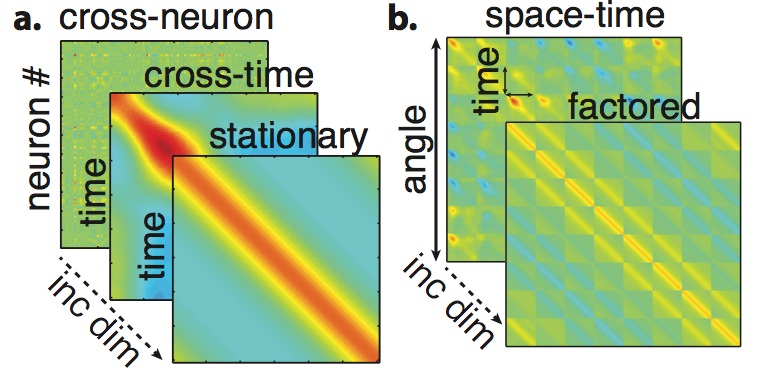 a.
cross-neuron
neuron #
cross-time
time
stationary
time
inc dim
b.
space-time
angle
time
factored
inc dim